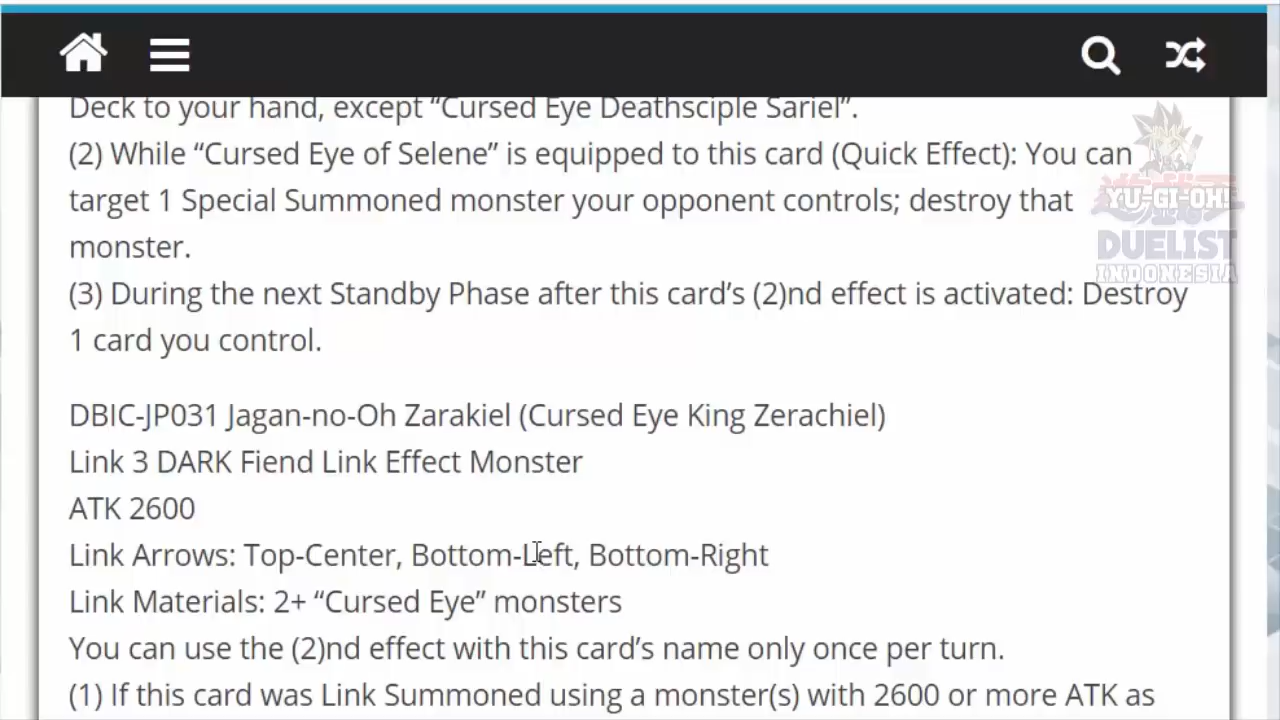 Deck to your hand, except “Cursed Eye Deathsciple Sariel”.
(2) While “Cursed Eye of Selene” is equipped to this card (Quick Effect): You can
target 1 Special Summoned monster your opponent controls; destroy that
monster.
(3) During the next Standby Phase after this card’s (2)nd effect is activated: Destroy
1 card you control.
DBIC-JP031 Jagan-no-Oh Zarakiel (Cursed Eye King Zerachiel)
Link 3 DARK Fiend Link Effect Monster
ATK 2600
Link Arrows: Top-Center, Bottom-Left, Bottom-Right
Link Materials: 2+ “Cursed Eye” monsters
You can use the (2)nd effect with this card’s name only once per turn.
(1) If this card was Link Summoned using a monster(s) with 2600 or more ATK as
YU-GI-OH!
DUELIST
INDONESIA